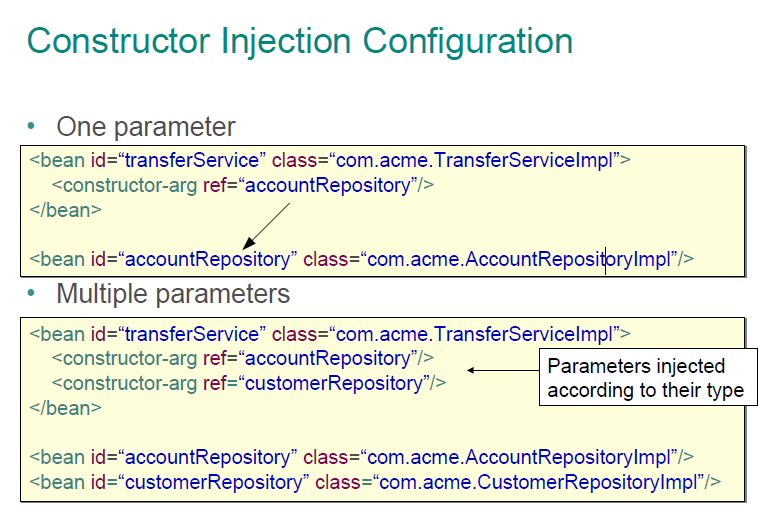 Constructor Injection Configuration
• One parameter
<bean id=“transferService” class=“com.acme.TransferServiceImpl”>
<constructor-arg ref=“accountRepository”/>
</bean>
<bean id=“accountRepository” class=“com.acme.AccountRepositoryImpl”/>
• Multiple parameters
<bean id=“transferService” class=“com.acme.TransferServiceImpl”>
<constructor-arg ref=“accountRepository”/>
<constructor-arg ref=“customerRepository”/>
</bean>
Parameters injected
according to their type
<bean id=“accountRepository” class=“com.acme.AccountRepositoryImpl”/>
<bean id=“customerRepository” class=“com.acme.CustomerRepositoryImpl”/>